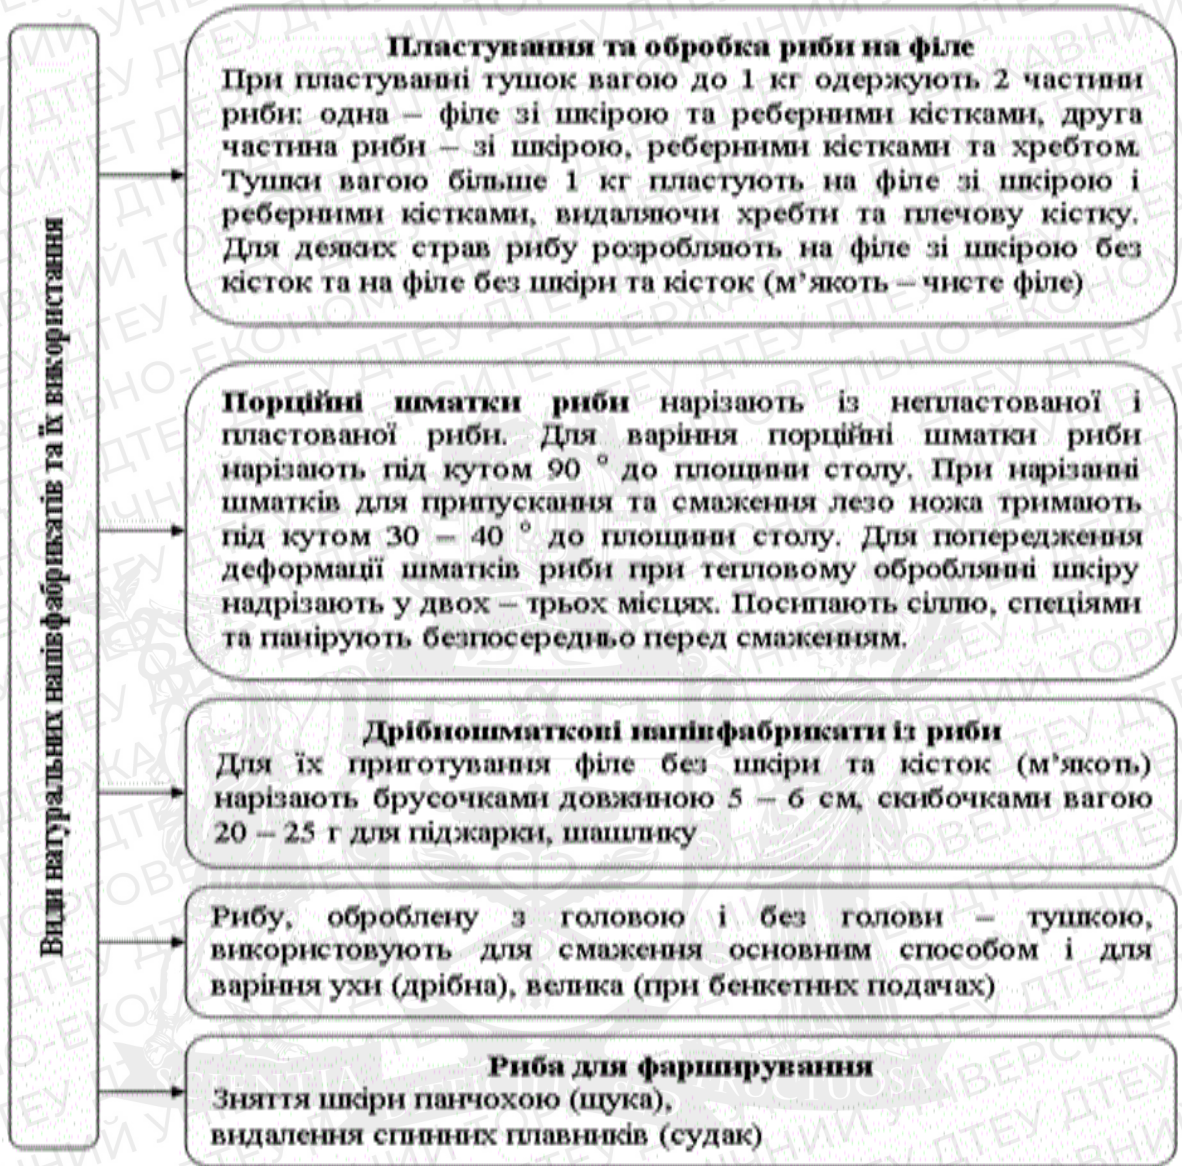 Види натуральних напівфабрикатів та їх використання
Пластування та обробка риби на філе
При пластуванні тушок вагою до 1 кг одержують 2 частини
риби: одна – філе зі шкірою та реберними кістками, друга
частина риби – зі шкірою, реберними кістками та хребтом.
Тушки вагою більше 1 кг пластують на філе зі шкірою і
реберними кістками, видаляючи хребти та плечову кістку.
Для деяких страв рибу розробляють на філе зі шкірою без
кісток та на філе без шкіри та кісток (м’якоть – чисте філе)
Порційні шматки риби нарізають із непластованої і
пластованої риби. Для варіння порційні шматки риби
нарізають під кутом 90 ° до площини столу. При нарізанні
шматків для припускання та смаження лезо ножа тримають
під кутом 30 – 40 ° до площини столу. Для попередження
деформації шматків риби при тепловому оброблянні шкіру
надрізають у двох – трьох місцях. Посипають сіллю, спеціями
та панірують безпосередньо перед смаженням.
Дрібношматкові напівфабрикати із риби
Для їх приготування філе без шкіри та кісток (м’якоть)
нарізають брусочками довжиною 5 – 6 см, скибочками вагою
20 – 25 г для піджарки, шашлику
Рибу, оброблену з головою і без голови – тушкою,
використовують для смаження основним способом і для
варіння ухи (дрібна), велика (при бенкетних подачах)
Риба для фарширування
Зняття шкіри панчохою (щука),
видалення спинних плавників (судак)